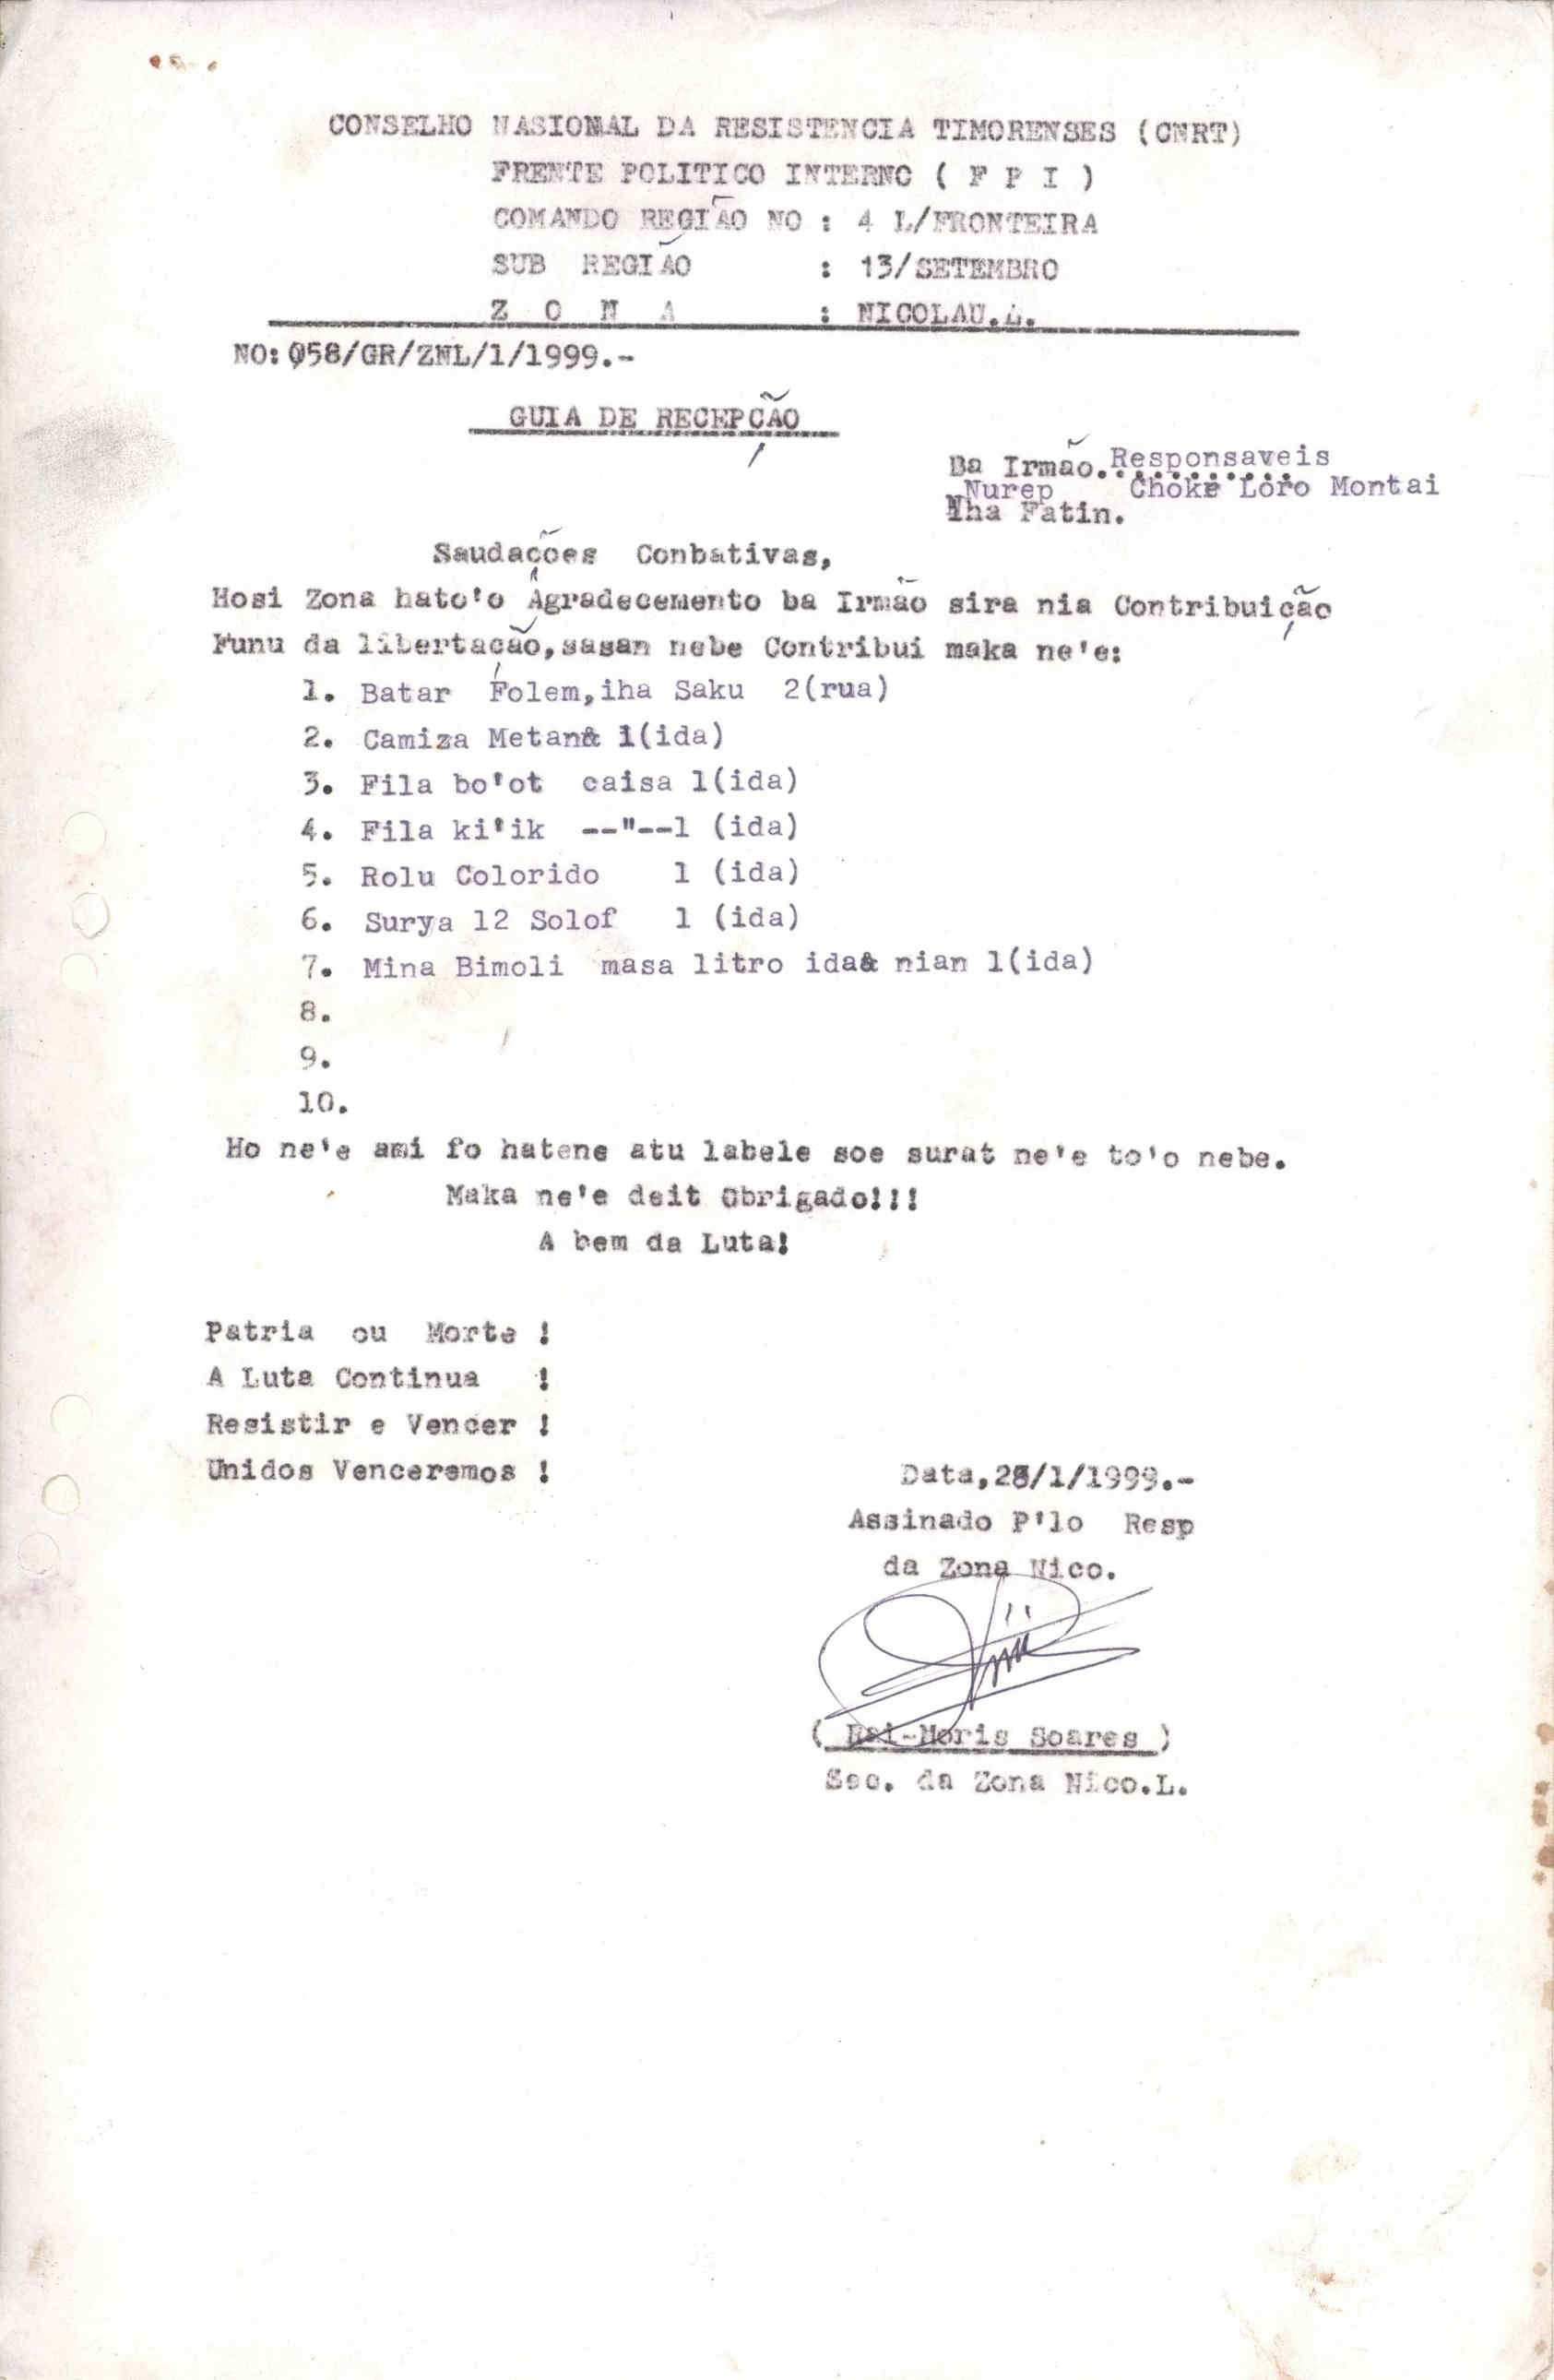 CONSELHO NASIONAL DA RESISTENCIA TIMORENSES (CNRT)
FRENTE POLITICO INTERNO ( F P I )
COMANDO REGIÃO NO : 4 L/FRONTEIRA
SUB REGIÃO : 13/SETEMBRO
Z O N A : NICOLAU.L.
NO: 058/GR/ZNL/1/1999.-
GUIA DE RECEPÇÃO
Ba Irmão. Responsaveis
Nurep Choke Loro Montai
Iha Fatin.
Saudações Conbativas,
Hosi Zona hato'o Agradecemento ba Irmão sira nia Contribuição
Funu da libertação,sasan nebe Contribui maka ne'e:
1. Batar Folem,iha Saku 2(rua)
2. Camiza Metan& 1(ida)
3. Fila bo'ot caisa 1(ida)
4. Fila ki'ik --"--1 (ida)
5. Rolu Colorido 1 (ida)
6. Surya 12 Solof 1 (ida)
7. Mina Bimoli masa litro ida& nian 1(ida)
8.
9.
10.
Ho ne'e ami fo hatene atu labele soe surat ne'e to'o nebe.
Maka ne'e deit Obrigado!!!
A bem da Luta!
Patria ou Morte !
A Luta Continua !
Resistir e Vencer !
Unidos Venceremos !
Data,28/1/1999.-
Assinado P'lo Resp
da Zona Nico.
( Rai-Moris Soares )
Sec. da Zona Nico.L.